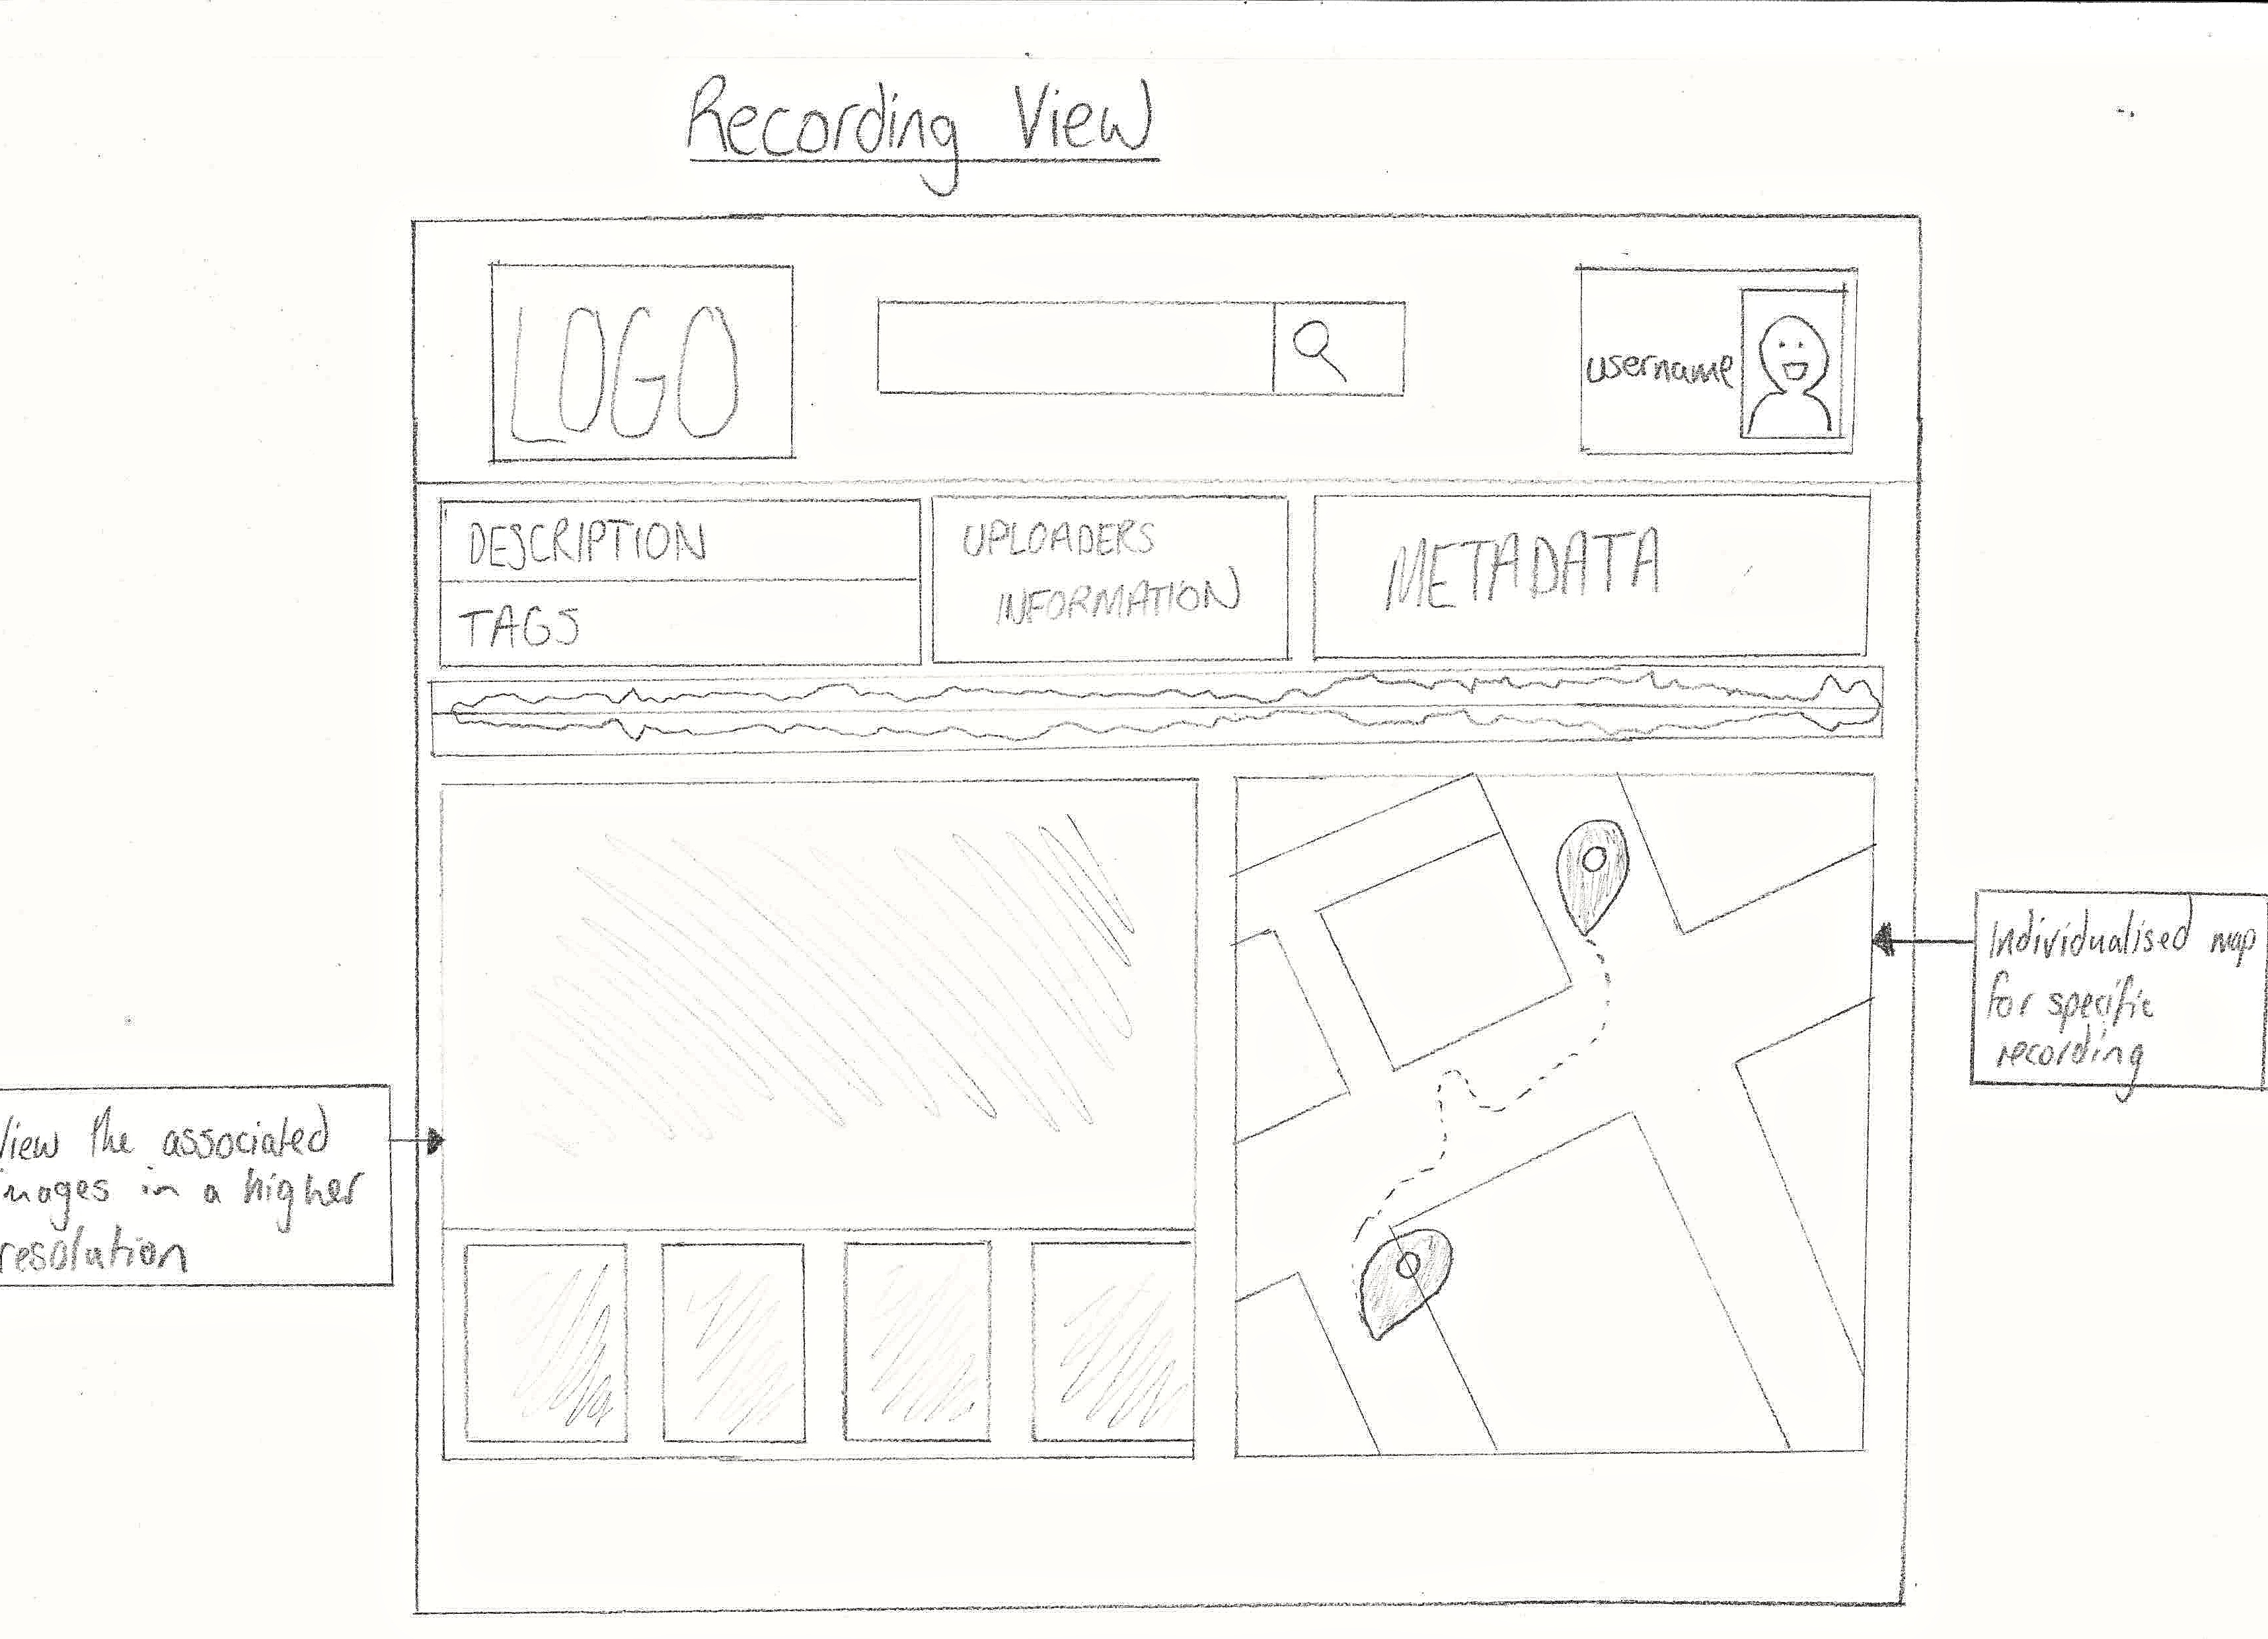 Recording View
LOGO
username
DESCRIPTION
TAGS
UPLOADERS
INFORMATION
METADATA
Individualised map
for specific
recording
View the associated
images in a higher
resolution